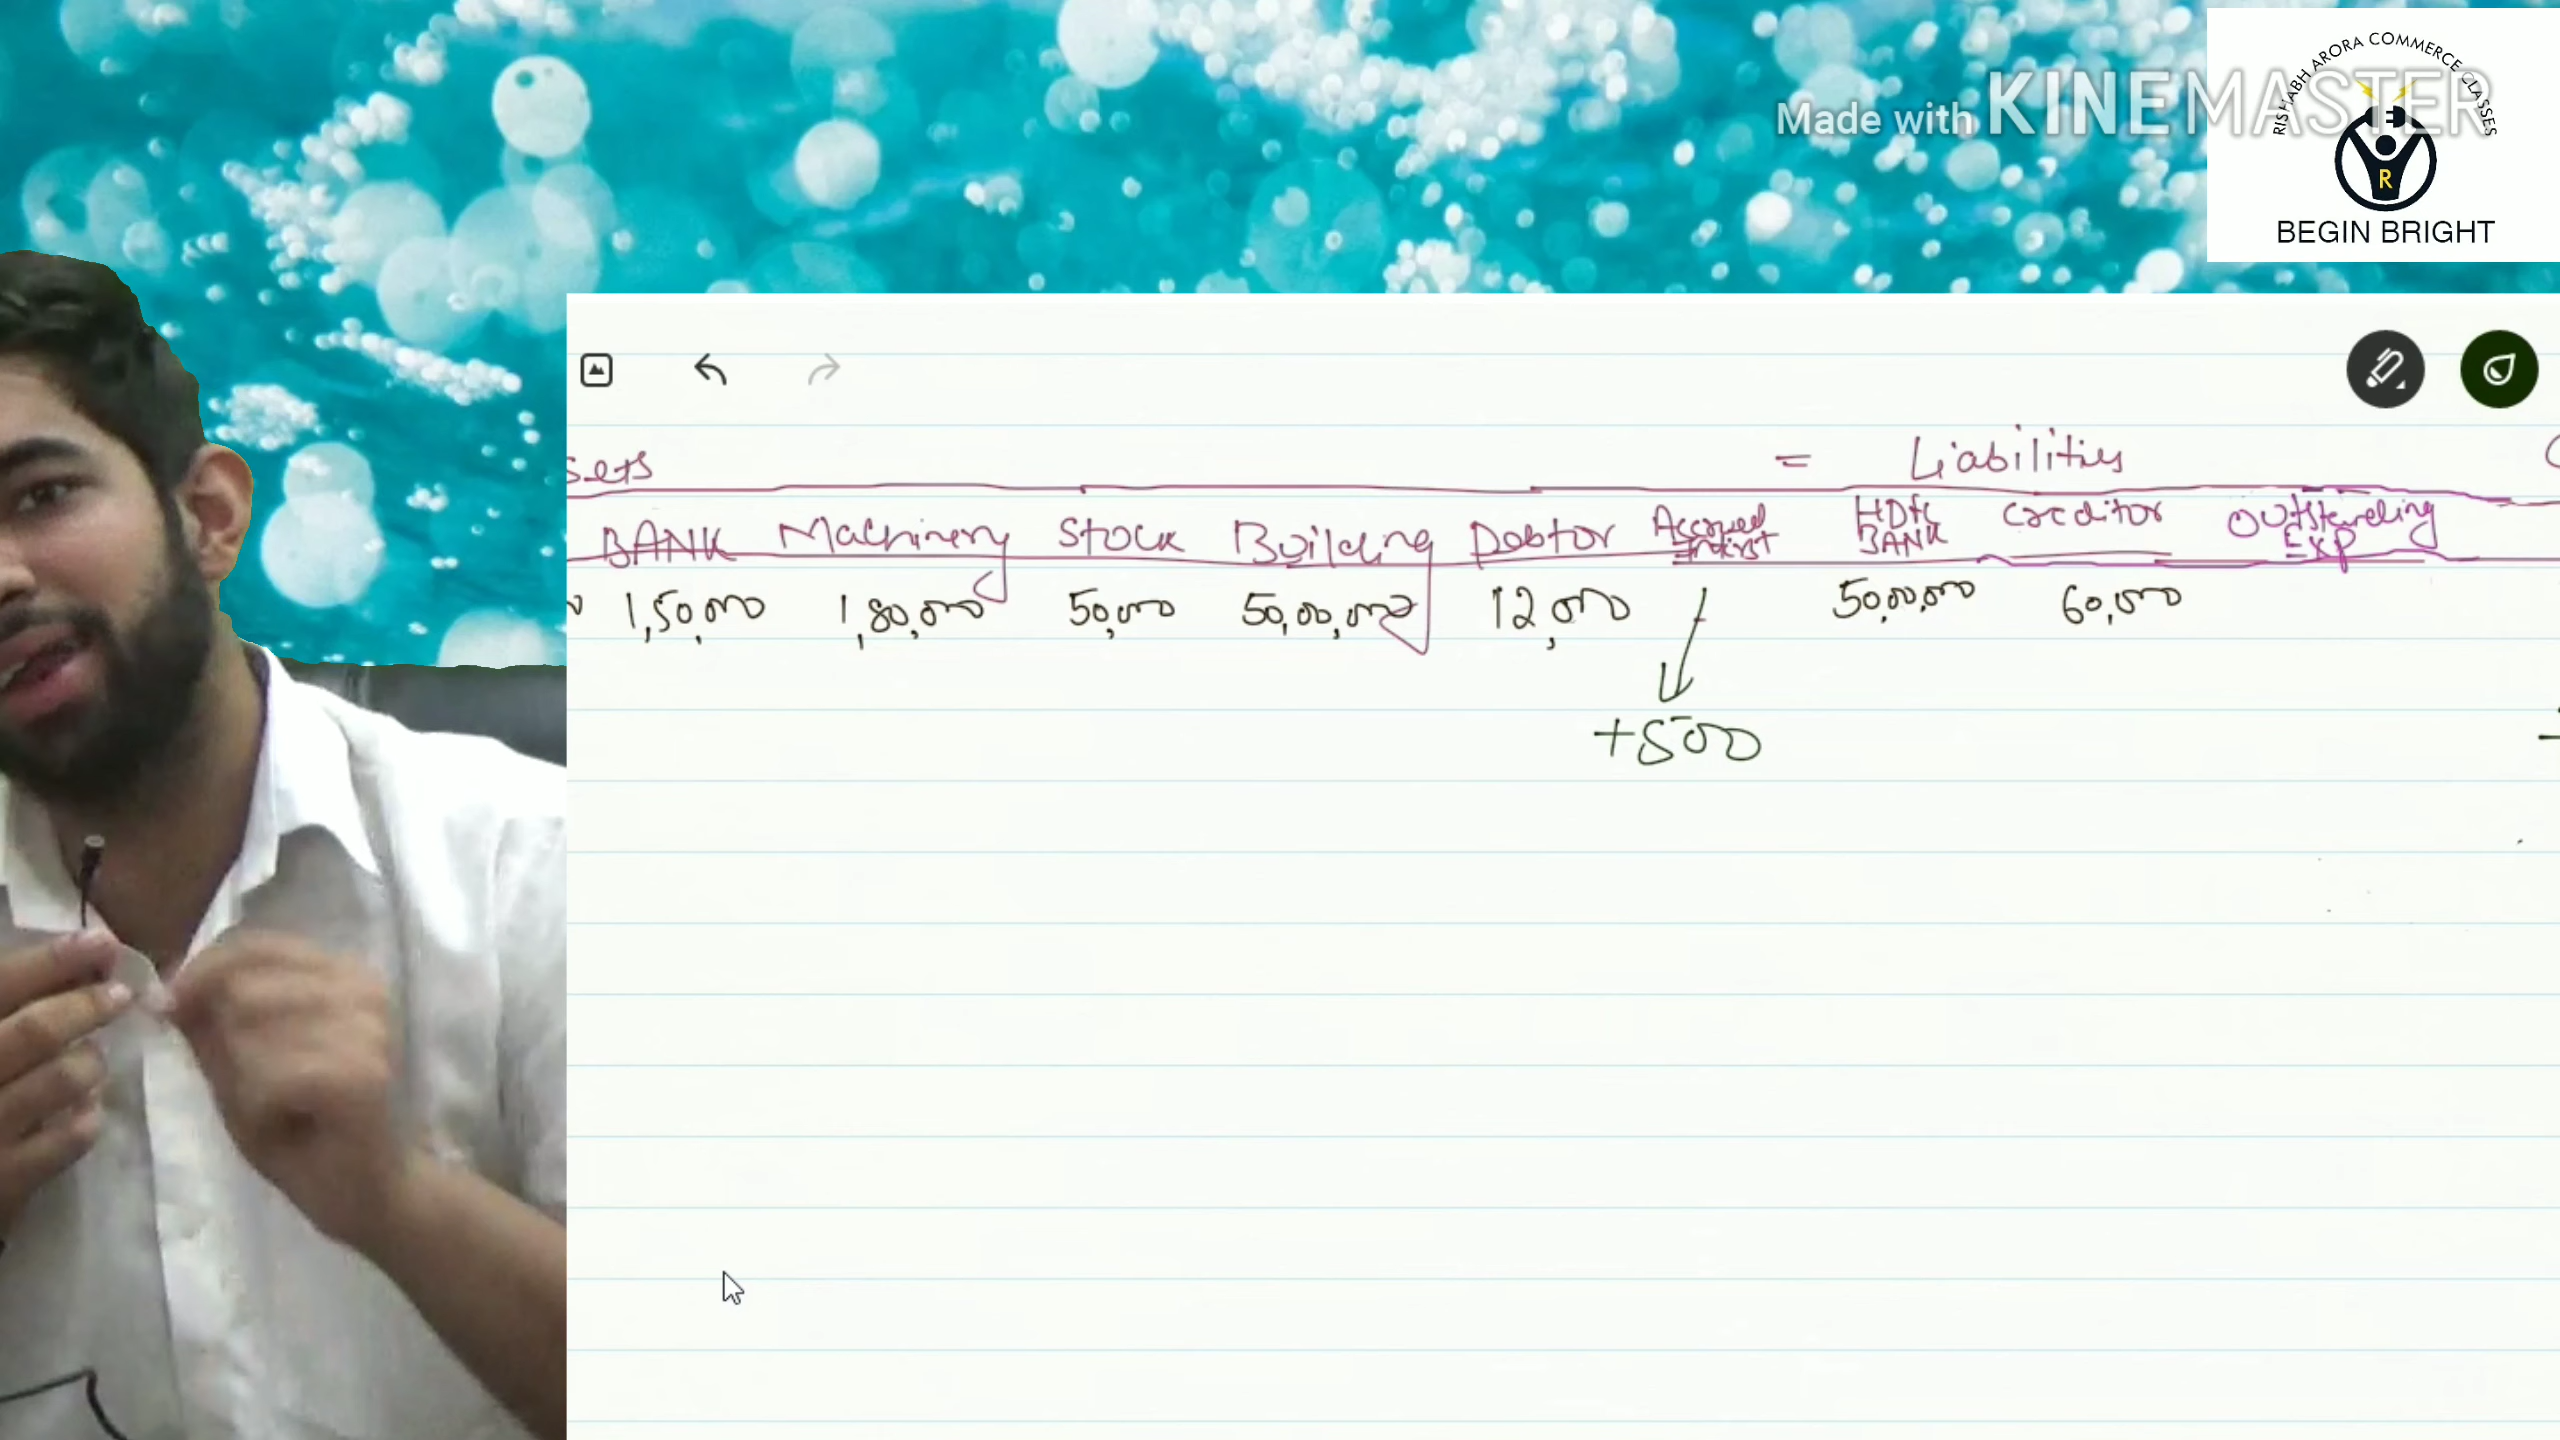 RISHABH ARORA COMMERCE CLASSES
Made with KINEMASTER
R
BEGIN BRIGHT
sets = Liabilities
BANK Machinery Stock Building Debtor Accrued HDFC Creditor Outstanding
BANK EXP
1,50,000 1,80,000 50,000 50,00,000 12,000 50,00,000 60,000
+500